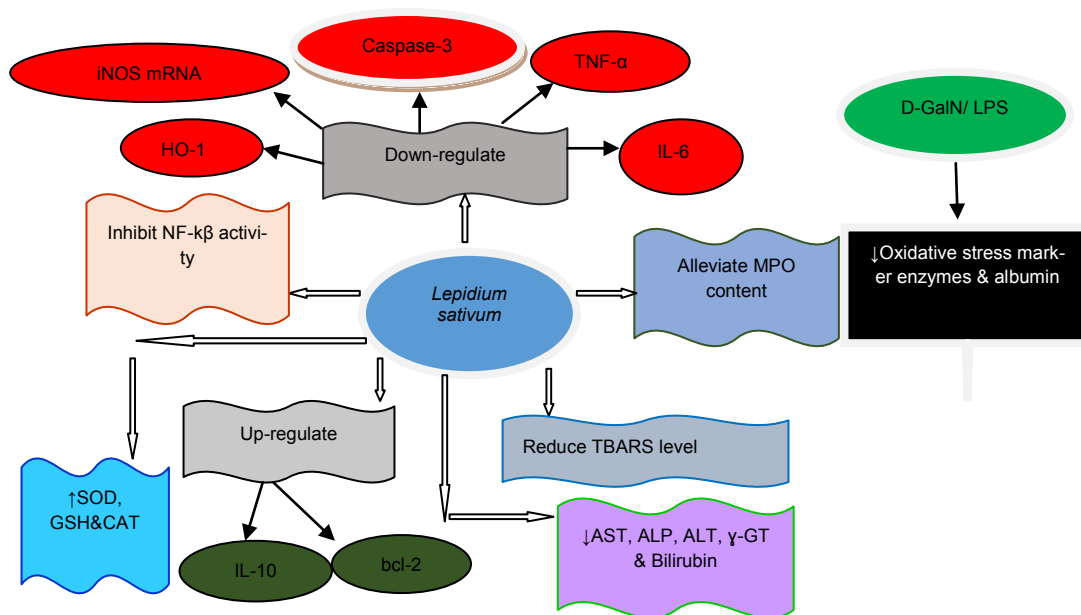 Caspase-3
iNOS mRNA
TNF-α
D-GalN/ LPS
HO-1
Down-regulate
IL-6
Inhibit NF-kβ activi-
ty
Alleviate MPO
content
↓Oxidative stress mark-
er enzymes & albumin
Lepidium
sativum
Up-regulate
Reduce TBARS level
↑SOD,
GSH&CAT
IL-10
bcl-2
↓AST, ALP, ALT, ɣ-GT
& Bilirubin